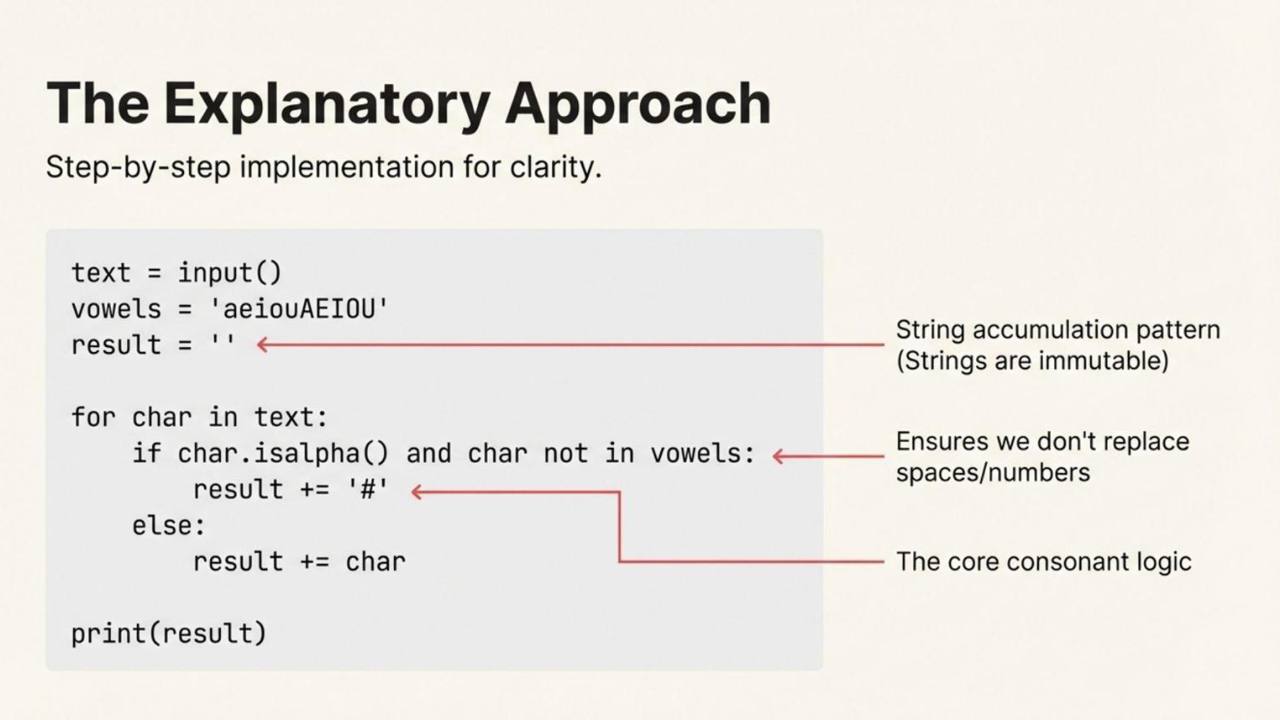 The Explanatory Approach
Step-by-step implementation for clarity.
text = input()
vowels = 'aeiouAEIOU'
result = ''
for char in text:
    if char.isalpha() and char not in vowels:
        result += '#'
    else:
        result += char
print(result)
String accumulation pattern
(Strings are immutable)
Ensures we don't replace
spaces/numbers
The core consonant logic